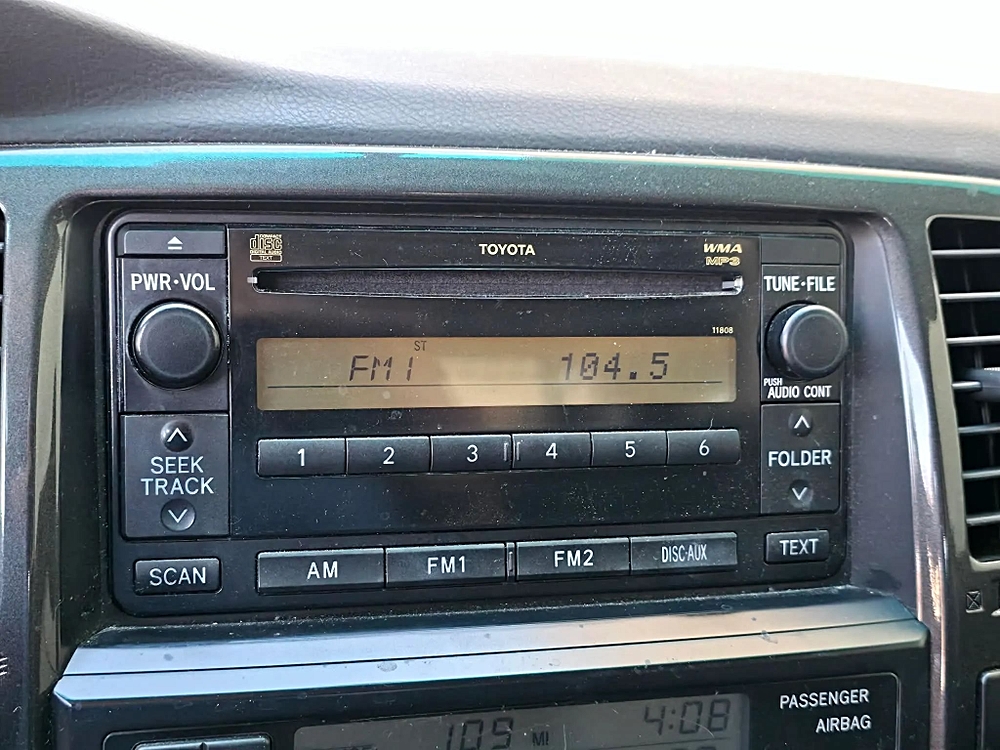 COMPACT
disc
DIGITAL AUDIO
TEXT
TOYOTA
WMA
MP3
PWR·VOL
TUNE·FILE
11808
ST
FM1 104.5
PUSH
AUDIO CONT
1 2 3 4 5 6
SEEK
TRACK
FOLDER
SCAN
AM FM1 FM2 DISC·AUX TEXT
109 MI 4:08
PASSENGER
AIRBAG